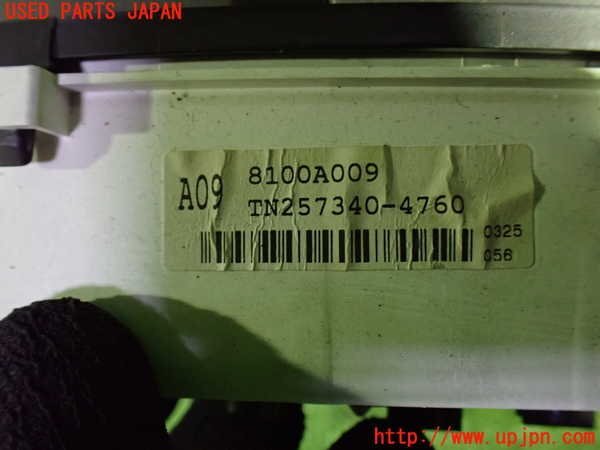 USED PARTS JAPAN
A09
8100A009
TN257340-4760
0325
056
http://www.upjpn.com/